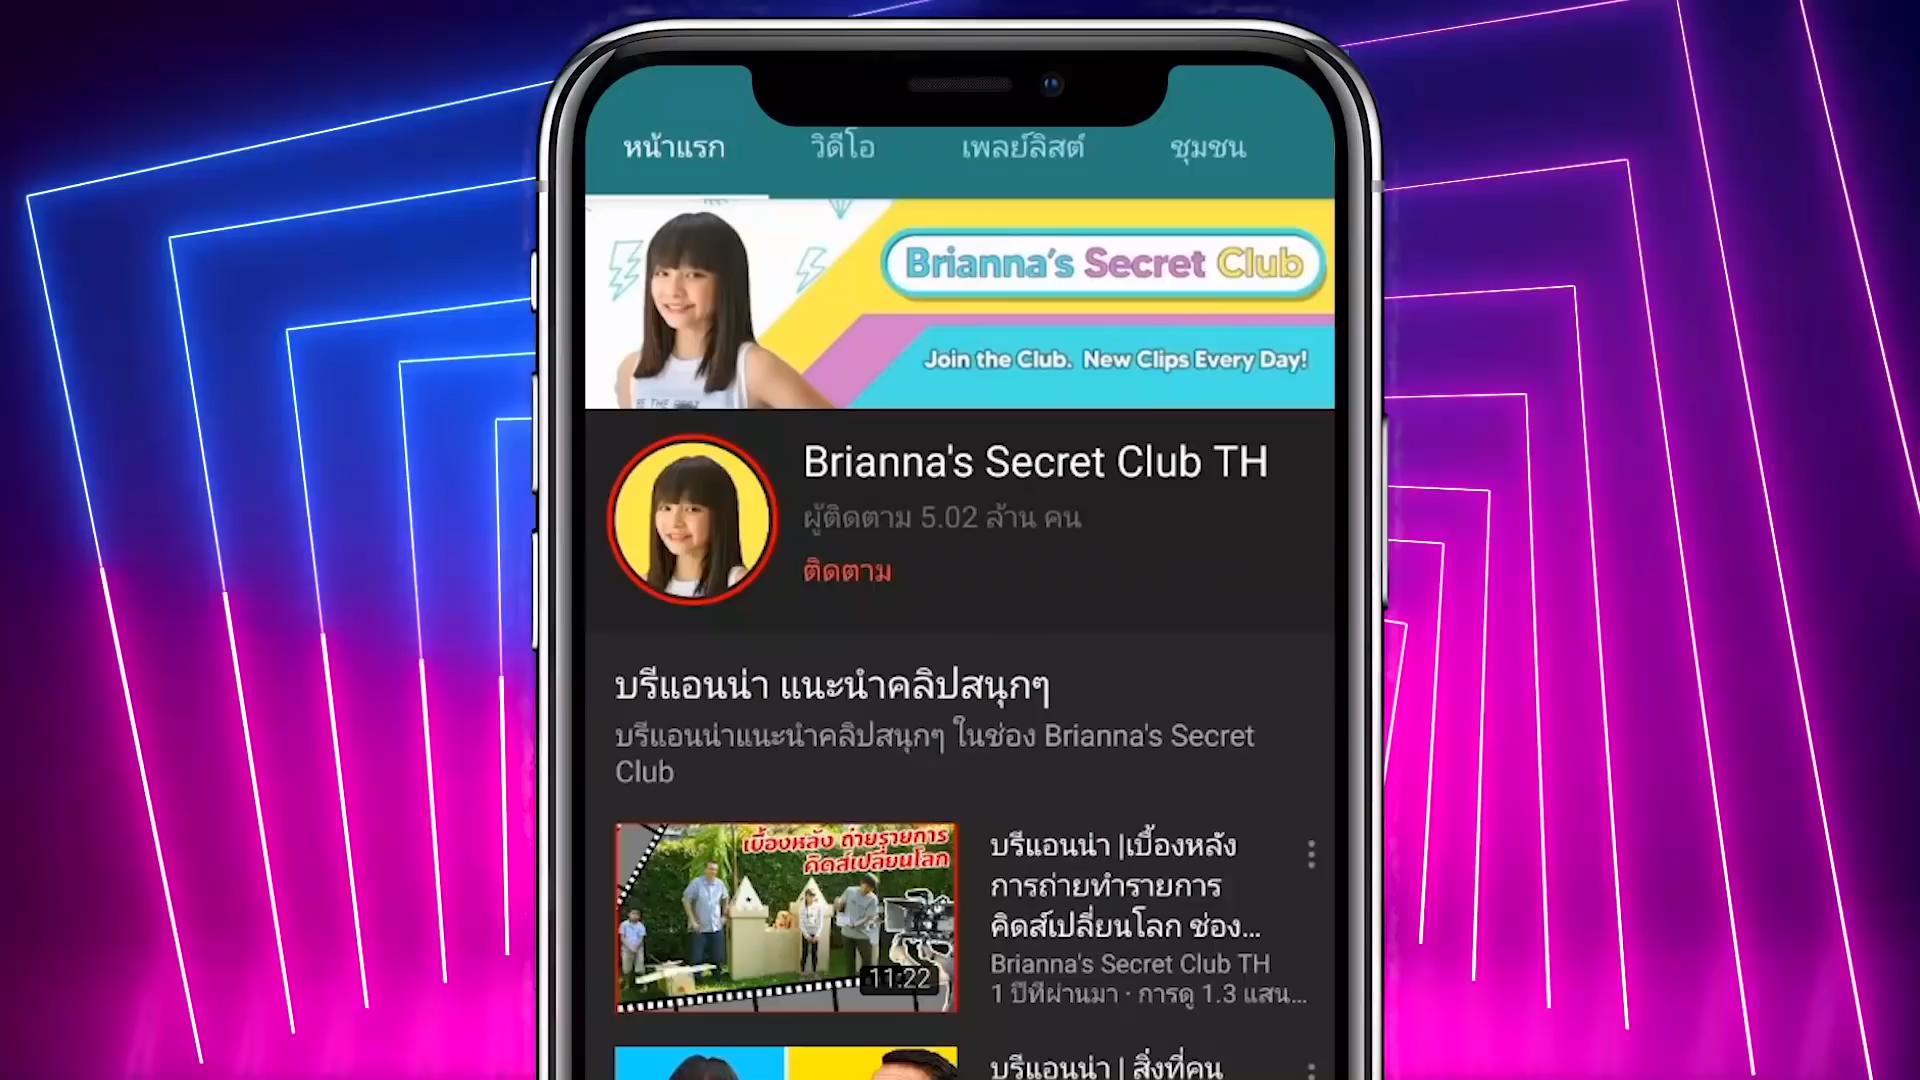 หน้าแรก วิดีโอ เพลย์ลิสต์ ชุมชน
Brianna's Secret Club
Join the Club. New Clips Every Day!
Brianna's Secret Club TH
ผู้ติดตาม 5.02 ล้าน คน
ติดตาม
บรีแอนน่า แนะนำคลิปสนุกๆ
บรีแอนน่าแนะนำคลิปสนุกๆ ในช่อง Brianna's Secret
Club
เบื้องหลัง ถ่ายรายการ
คิดส์เปลี่ยนโลก
11:22
บรีแอนน่า |เบื้องหลัง
การถ่ายทำรายการ
คิดส์เปลี่ยนโลก ช่อง...
Brianna's Secret Club TH
1 ปีที่ผ่านมา · การดู 1.3 แสน...
บรีแอนน่า | สิ่งที่คน